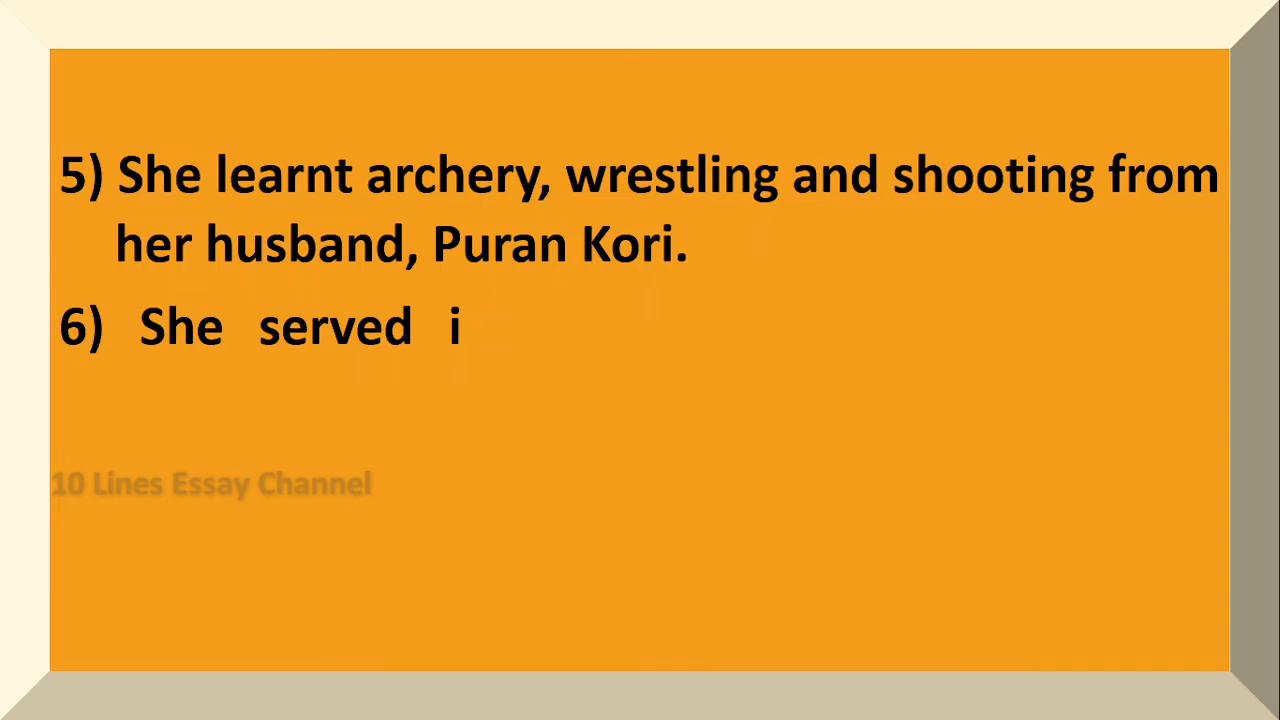 5) She learnt archery, wrestling and shooting from
her husband, Puran Kori.
6) She served i
10 Lines Essay Channel